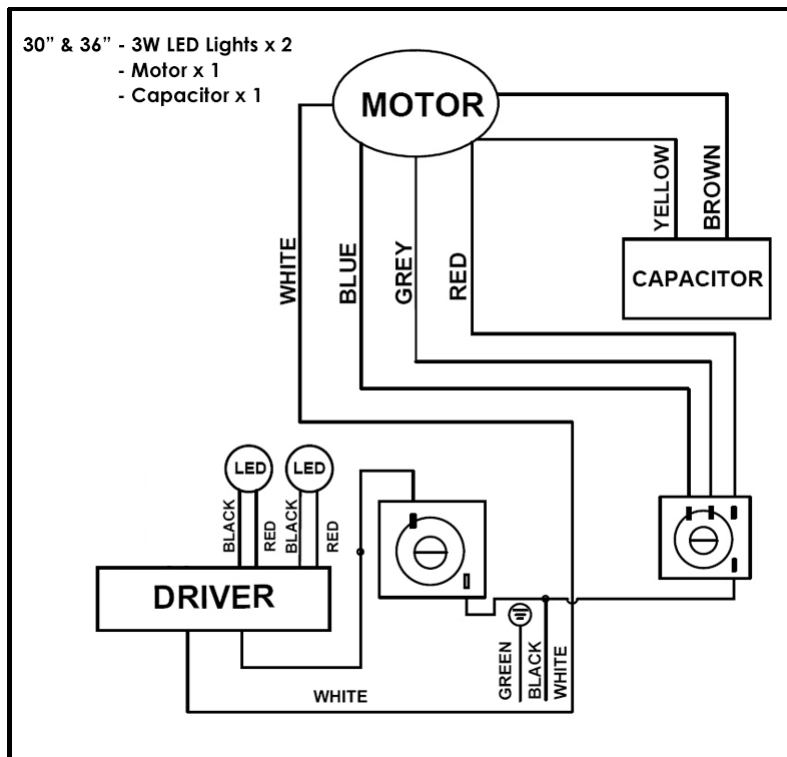 30” & 36” - 3W LED Lights x 2
- Motor x 1
- Capacitor x 1
MOTOR
WHITE
BLUE
GREY
RED
YELLOW
BROWN
CAPACITOR
LED
LED
BLACK
RED
BLACK
RED
DRIVER
GREEN
BLACK
WHITE
WHITE